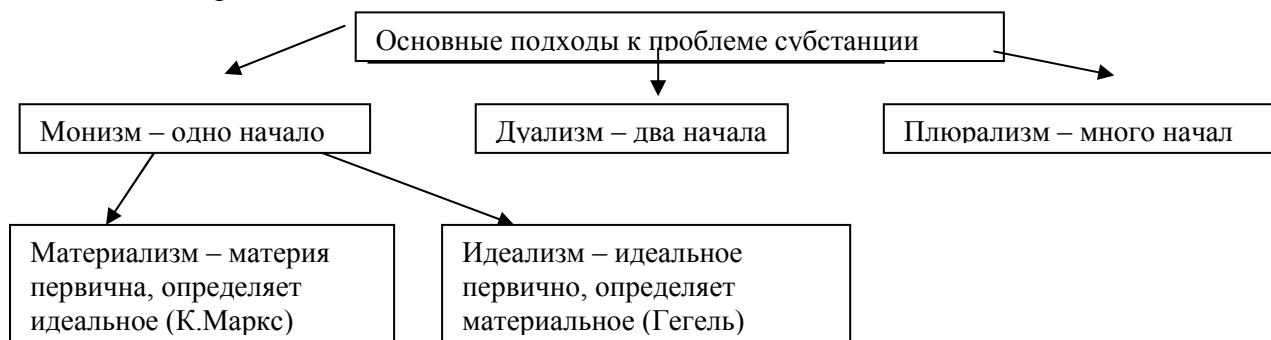 Основные подходы к проблеме субстанции
Монизм – одно начало
Дуализм – два начала
Плюрализм – много начал
Материализм – материя
первична, определяет
идеальное (К.Маркс)
Идеализм – идеальное
первично, определяет
материальное (Гегель)